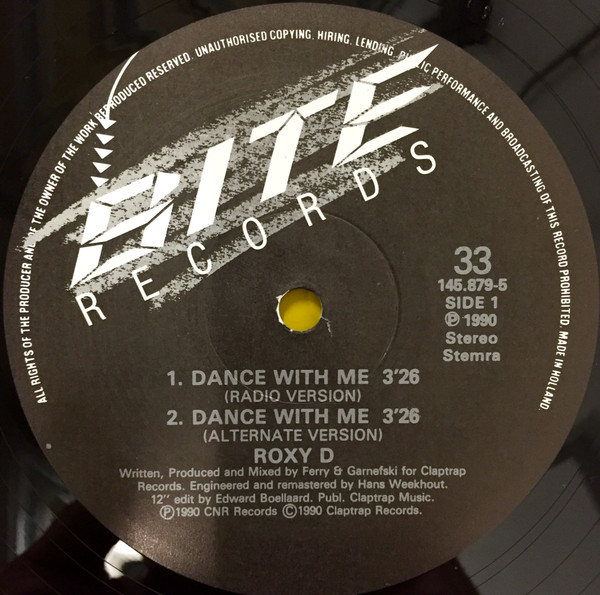 ALL RIGHTS OF THE PRODUCER AND OF THE OWNER OF THE WORK REPRODUCED RESERVED. UNAUTHORISED COPYING, HIRING, LENDING, PUBLIC PERFORMANCE AND BROADCASTING OF THIS RECORD PROHIBITED. MADE IN HOLLAND
BITE
RECORDS
33
145.879-5
SIDE 1
Ⓟ 1990
Stereo
Stemra
1. DANCE WITH ME 3'26
(RADIO VERSION)
2. DANCE WITH ME 3'26
(ALTERNATE VERSION)
ROXY D
Written, Produced and Mixed by Ferry & Garnefski for Claptrap
Records. Engineered and remastered by Hans Weekhout.
12" edit by Edward Boellaard. Publ. Claptrap Music.
Ⓟ1990 CNR Records Ⓒ1990 Claptrap Records.